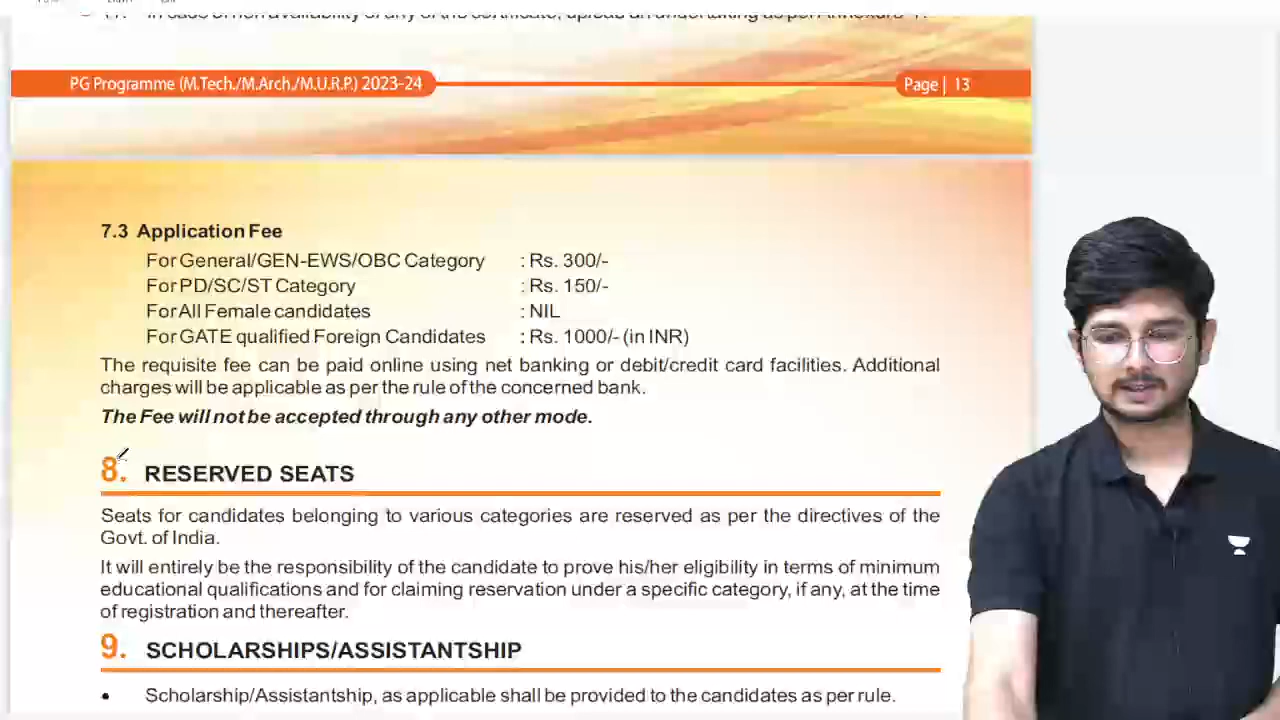 PG Programme (M.Tech./M.Arch./M.U.R.P.) 2023-24
Page | 13
7.3 Application Fee
For General/GEN-EWS/OBC Category : Rs. 300/-
For PD/SC/ST Category : Rs. 150/-
For All Female candidates : NIL
For GATE qualified Foreign Candidates : Rs. 1000/- (in INR)
The requisite fee can be paid online using net banking or debit/credit card facilities. Additional
charges will be applicable as per the rule of the concerned bank.
The Fee will not be accepted through any other mode.
8. RESERVED SEATS
Seats for candidates belonging to various categories are reserved as per the directives of the
Govt. of India.
It will entirely be the responsibility of the candidate to prove his/her eligibility in terms of minimum
educational qualifications and for claiming reservation under a specific category, if any, at the time
of registration and thereafter.
9. SCHOLARSHIPS/ASSISTANTSHIP
• Scholarship/Assistantship, as applicable shall be provided to the candidates as per rule.